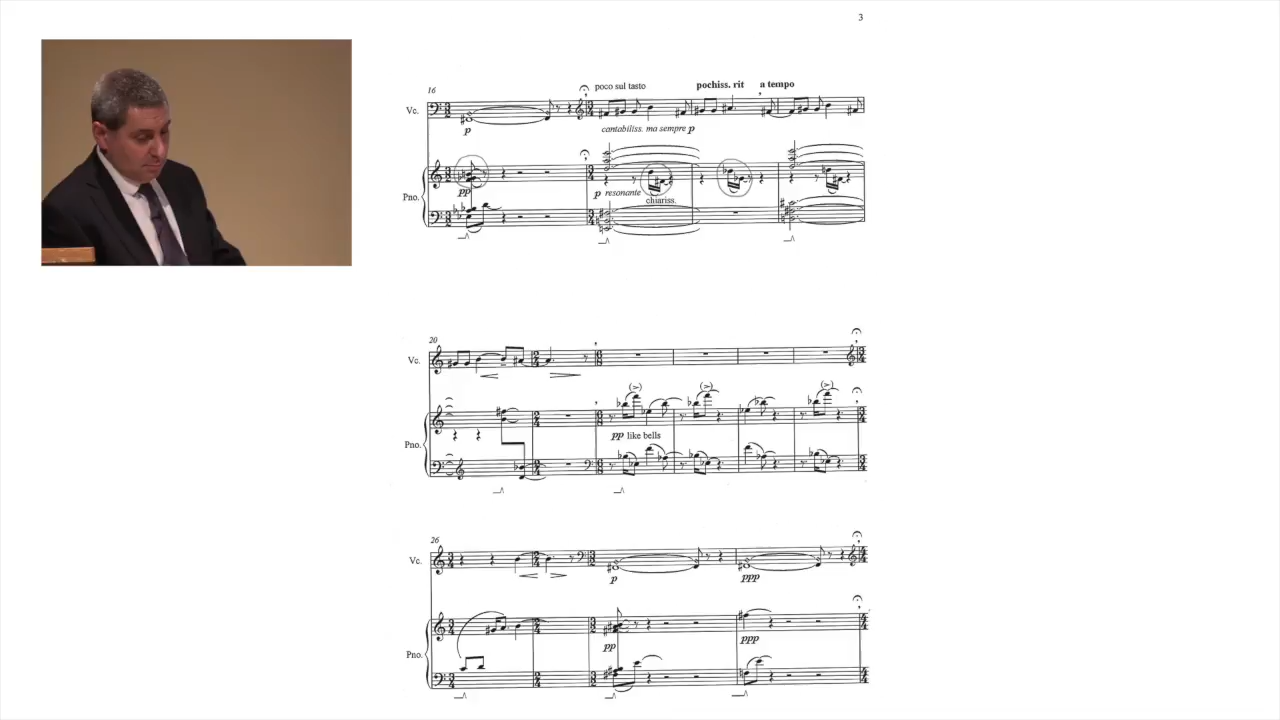 3
16
poco sul tasto
pochiss. rit
a tempo
Vc.
p
cantabiliss. ma sempre p
pp
p resonante
Pno.
chiariss.
20
Vc.
(>)
(>)
(>)
pp like bells
Pno.
26
Vc.
p
ppp
pp
ppp
Pno.